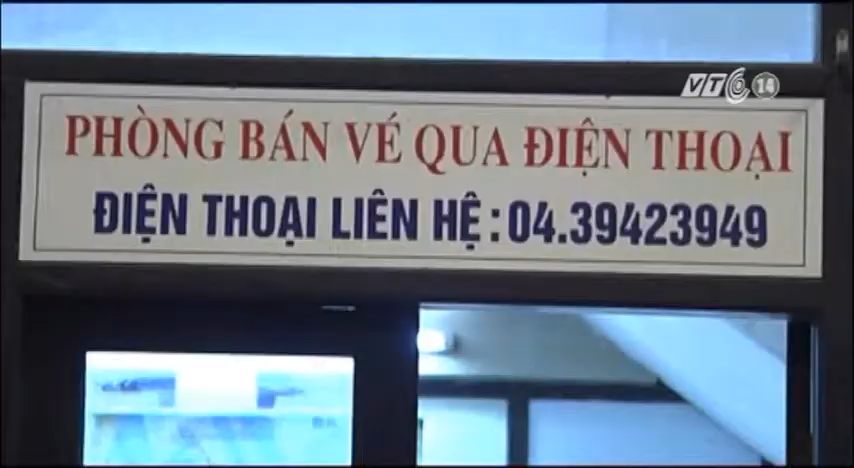 VTC 14
PHÒNG BÁN VÉ QUA ĐIỆN THOẠI
ĐIỆN THOẠI LIÊN HỆ : 04.39423949